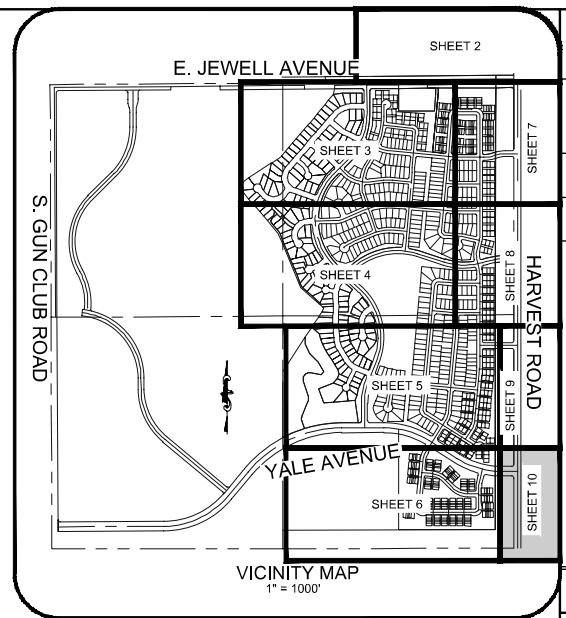 SHEET 2
E. JEWELL AVENUE
SHEET 3
SHEET 7
S. GUN CLUB ROAD
SHEET 4
SHEET 8
HARVEST ROAD
SHEET 5
SHEET 9
YALE AVENUE
SHEET 6
SHEET 10
VICINITY MAP
1" = 1000'